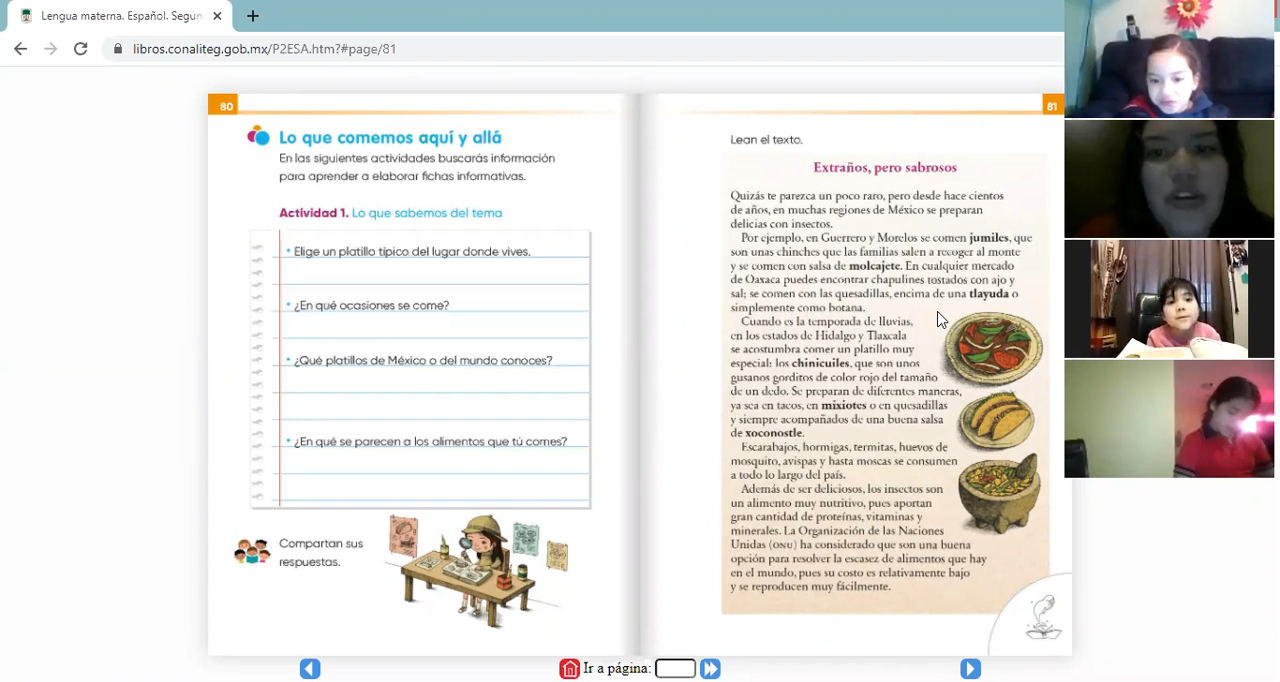 Lengua materna. Español. Segun
libros.conaliteg.gob.mx/P2ESA.htm?#page/81
80
Lo que comemos aquí y allá
En las siguientes actividades buscarás información
para aprender a elaborar fichas informativas.
Actividad 1. Lo que sabemos del tema
• Elige un platillo típico del lugar donde vives.
• ¿En qué ocasiones se come?
• ¿Qué platillos de México o del mundo conoces?
• ¿En qué se parecen a los alimentos que tú comes?
Compartan sus
respuestas.
81
Lean el texto.
Extraños, pero sabrosos
Quizás te parezca un poco raro, pero desde hace cientos
de años, en muchas regiones de México se preparan
delicias con insectos.
Por ejemplo, en Guerrero y Morelos se comen jumiles, que
son unas chinches que las familias salen a recoger al monte
y se comen con salsa de molcajete. En cualquier mercado
de Oaxaca puedes encontrar chapulines tostados con ajo y
sal; se comen con las quesadillas, encima de una tlayuda o
simplemente como botana.
Cuando es la temporada de lluvias,
en los estados de Hidalgo y Tlaxcala
se acostumbra comer un platillo muy
especial: los chinicuiles, que son unos
gusanos gorditos de color rojo del tamaño
de un dedo. Se preparan de diferentes maneras,
ya sea en tacos, en mixiotes o en quesadillas
y siempre acompañados de una buena salsa
de xoconostle.
Escarabajos, hormigas, termitas, huevos de
mosquito, avispas y hasta moscas se consumen
a todo lo largo del país.
Además de ser deliciosos, los insectos son
un alimento muy nutritivo, pues aportan
gran cantidad de proteínas, vitaminas y
minerales. La Organización de las Naciones
Unidas (ONU) ha considerado que son una buena
opción para resolver la escasez de alimentos que hay
en el mundo, pues su costo es relativamente bajo
y se reproducen muy fácilmente.
Ir a página: